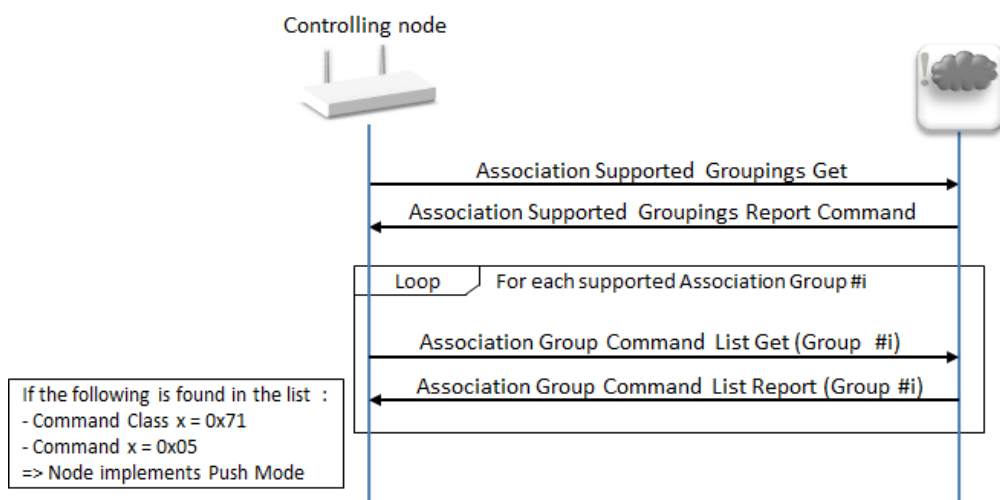 Controlling node
!
Association Supported Groupings Get
Association Supported Groupings Report Command
Loop
For each supported Association Group #i
Association Group Command List Get (Group #i)
Association Group Command List Report (Group #i)
If the following is found in the list :
- Command Class x = 0x71
- Command x = 0x05
=> Node implements Push Mode